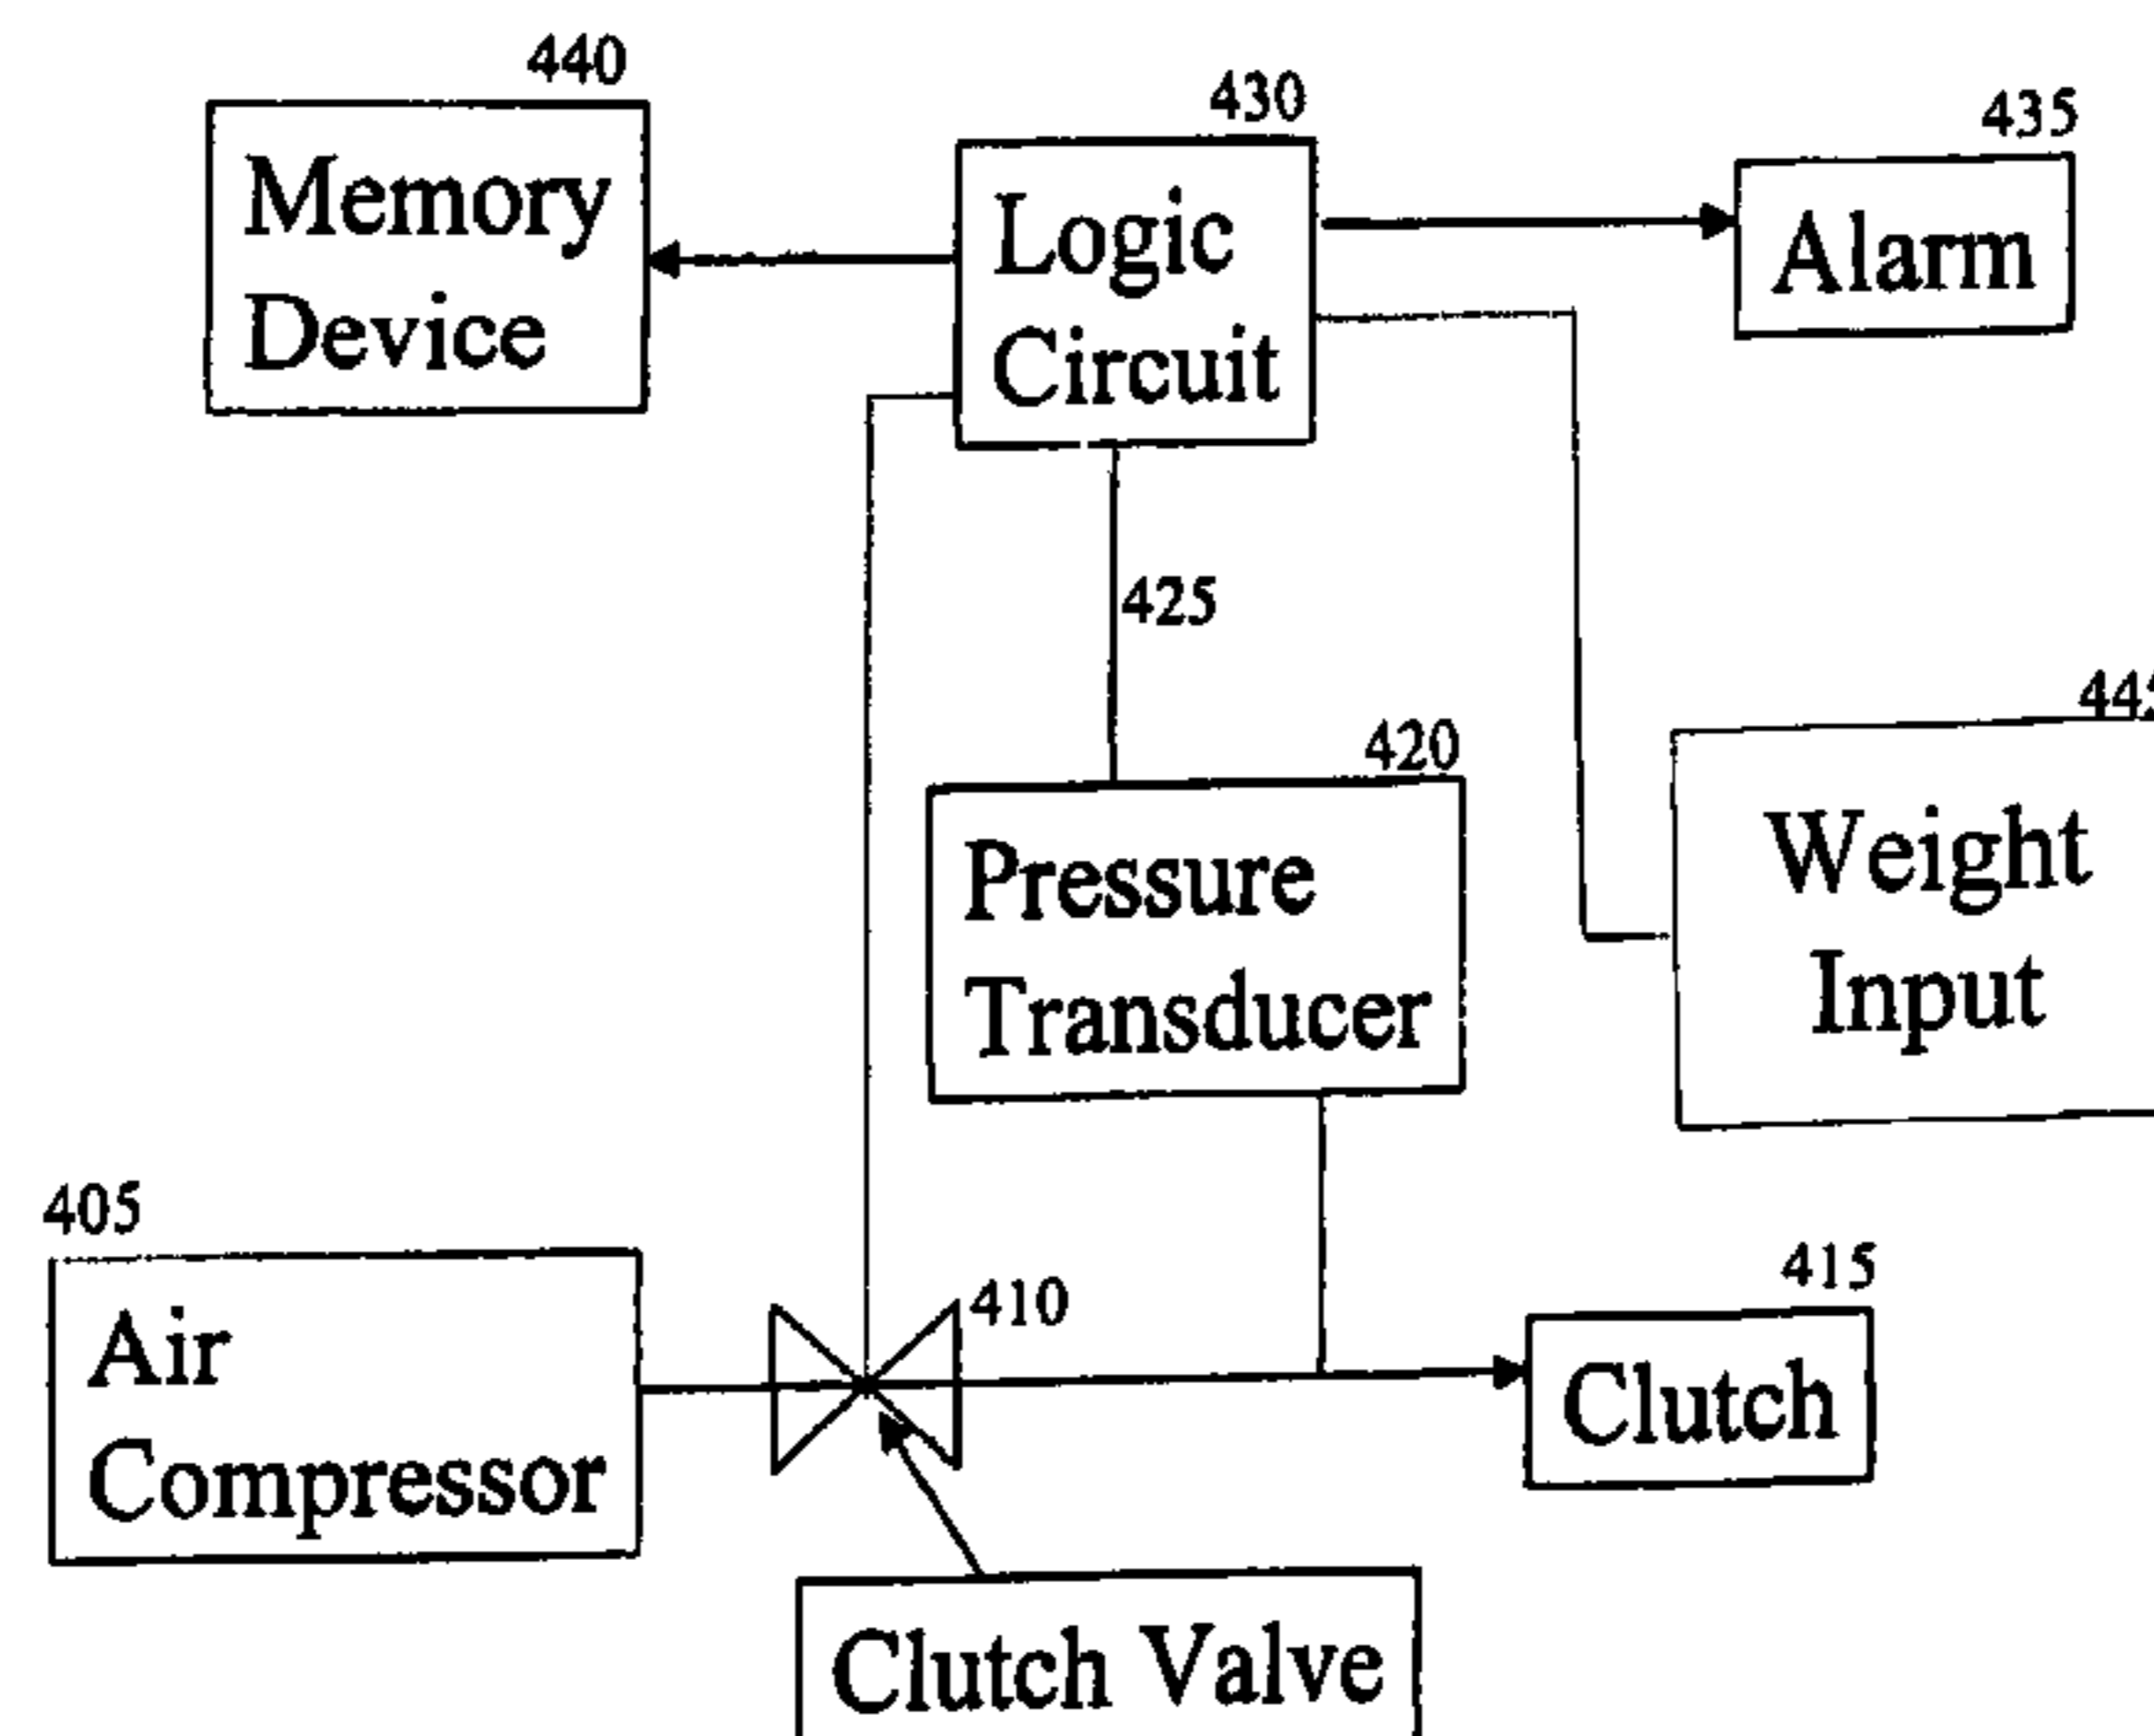 440
Memory
Device
430
Logic
Circuit
435
Alarm
425
420
Pressure
Transducer
Weight
Input
405
Air
Compressor
410
415
Clutch
Clutch Valve